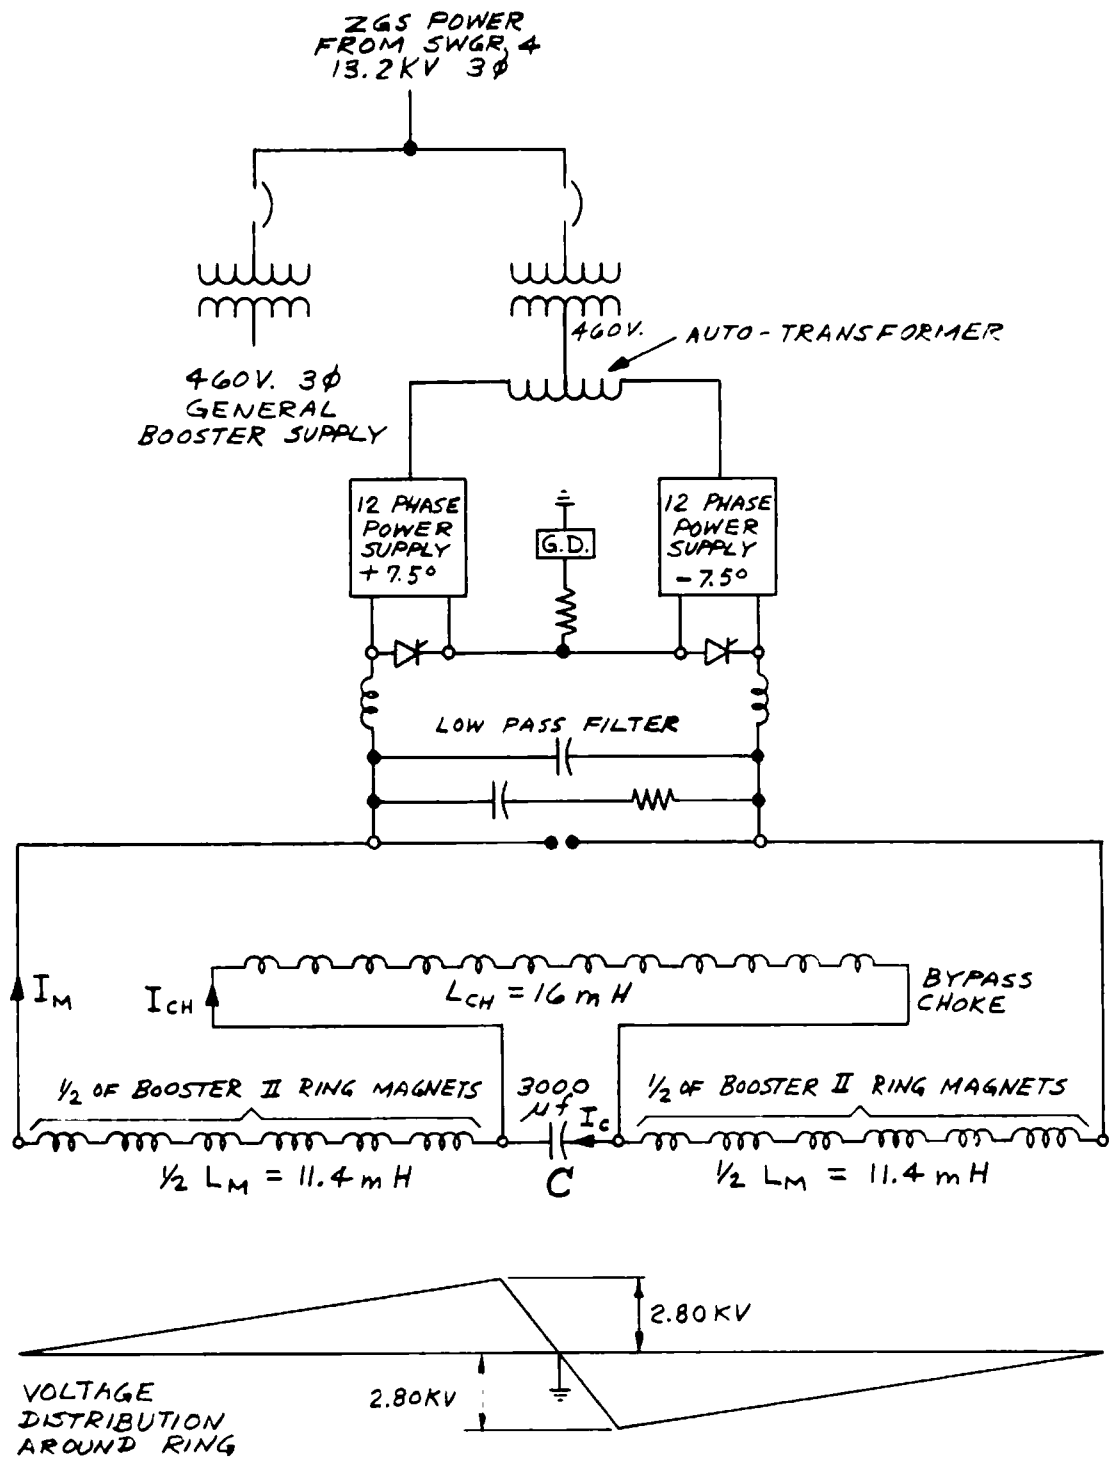 ZGS POWER
FROM SWGR, 4
13.2KV 3φ
460V.
AUTO-TRANSFORMER
460V. 3φ
GENERAL
BOOSTER SUPPLY
12 PHASE
POWER
SUPPLY
+7.5°
G.D.
12 PHASE
POWER
SUPPLY
-7.5°
LOW PASS FILTER
I_M
I_CH
L_CH = 16 mH
BYPASS
CHOKE
½ OF BOOSTER II RING MAGNETS
3000
μf
I_C
½ OF BOOSTER II RING MAGNETS
½ L_M = 11.4 mH
C
½ L_M = 11.4 mH
2.80KV
2.80KV
VOLTAGE
DISTRIBUTION
AROUND RING